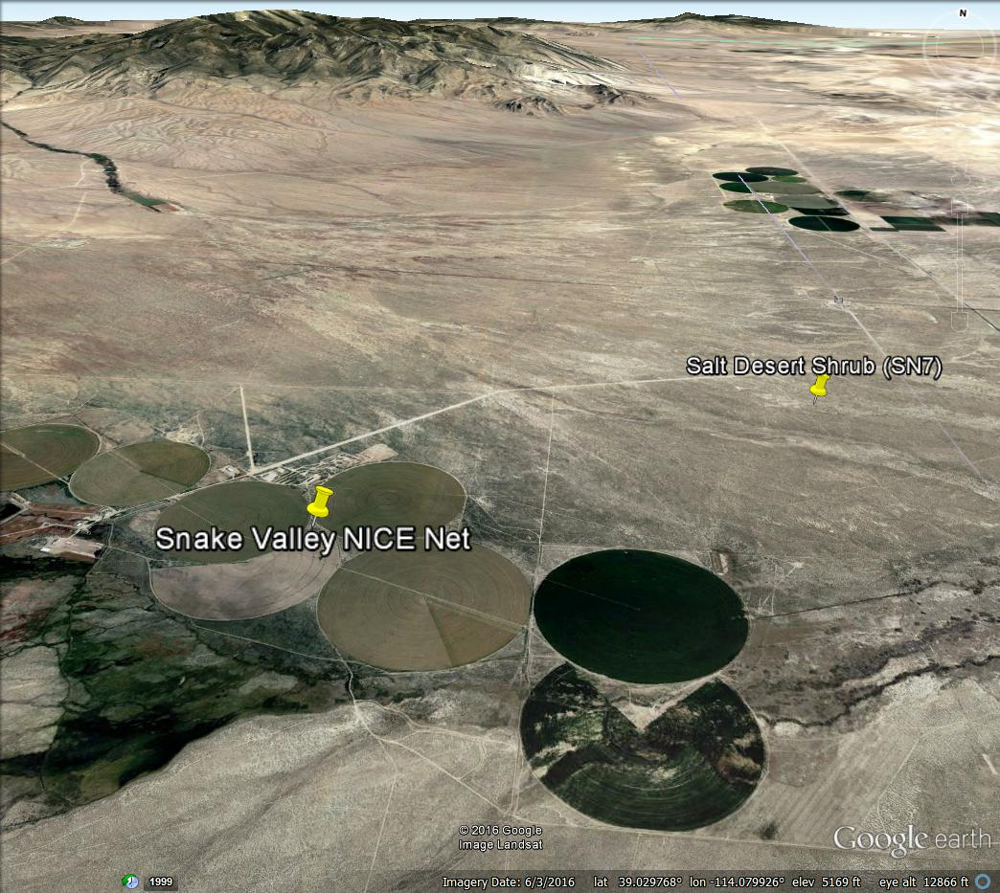 N
Salt Desert Shrub (SN7)
Snake Valley NICE Net
© 2016 Google
Image Landsat
Google earth
1999
Imagery Date: 6/3/2016 lat 39.029768° lon -114.079926° elev 5169 ft eye alt 12866 ft